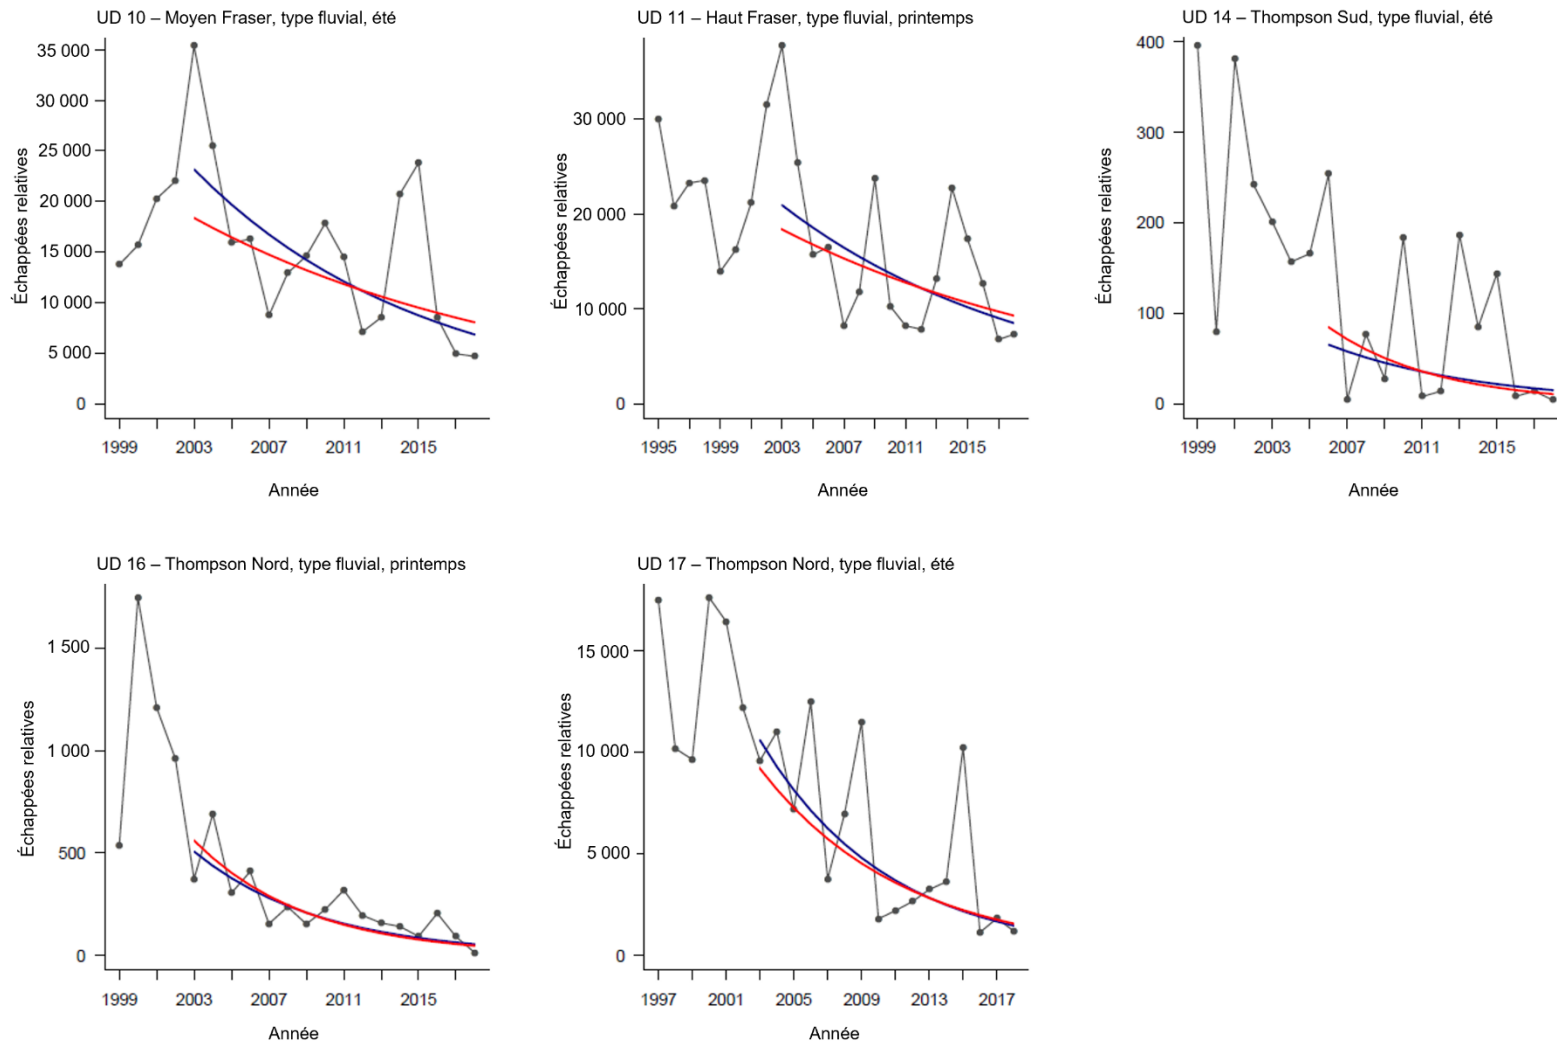 UD 10 – Moyen Fraser, type fluvial, été
Échappées relatives
35 000
30 000
25 000
20 000
15 000
10 000
5 000
0
1999 2003 2007 2011 2015
Année
UD 11 – Haut Fraser, type fluvial, printemps
Échappées relatives
30 000
20 000
10 000
0
1995 1999 2003 2007 2011 2015
Année
UD 14 – Thompson Sud, type fluvial, été
Échappées relatives
400
300
200
100
0
1999 2003 2007 2011 2015
Année
UD 16 – Thompson Nord, type fluvial, printemps
Échappées relatives
1 500
1 000
500
0
1999 2003 2007 2011 2015
Année
UD 17 – Thompson Nord, type fluvial, été
Échappées relatives
15 000
10 000
5 000
0
1997 2001 2005 2009 2013 2017
Année